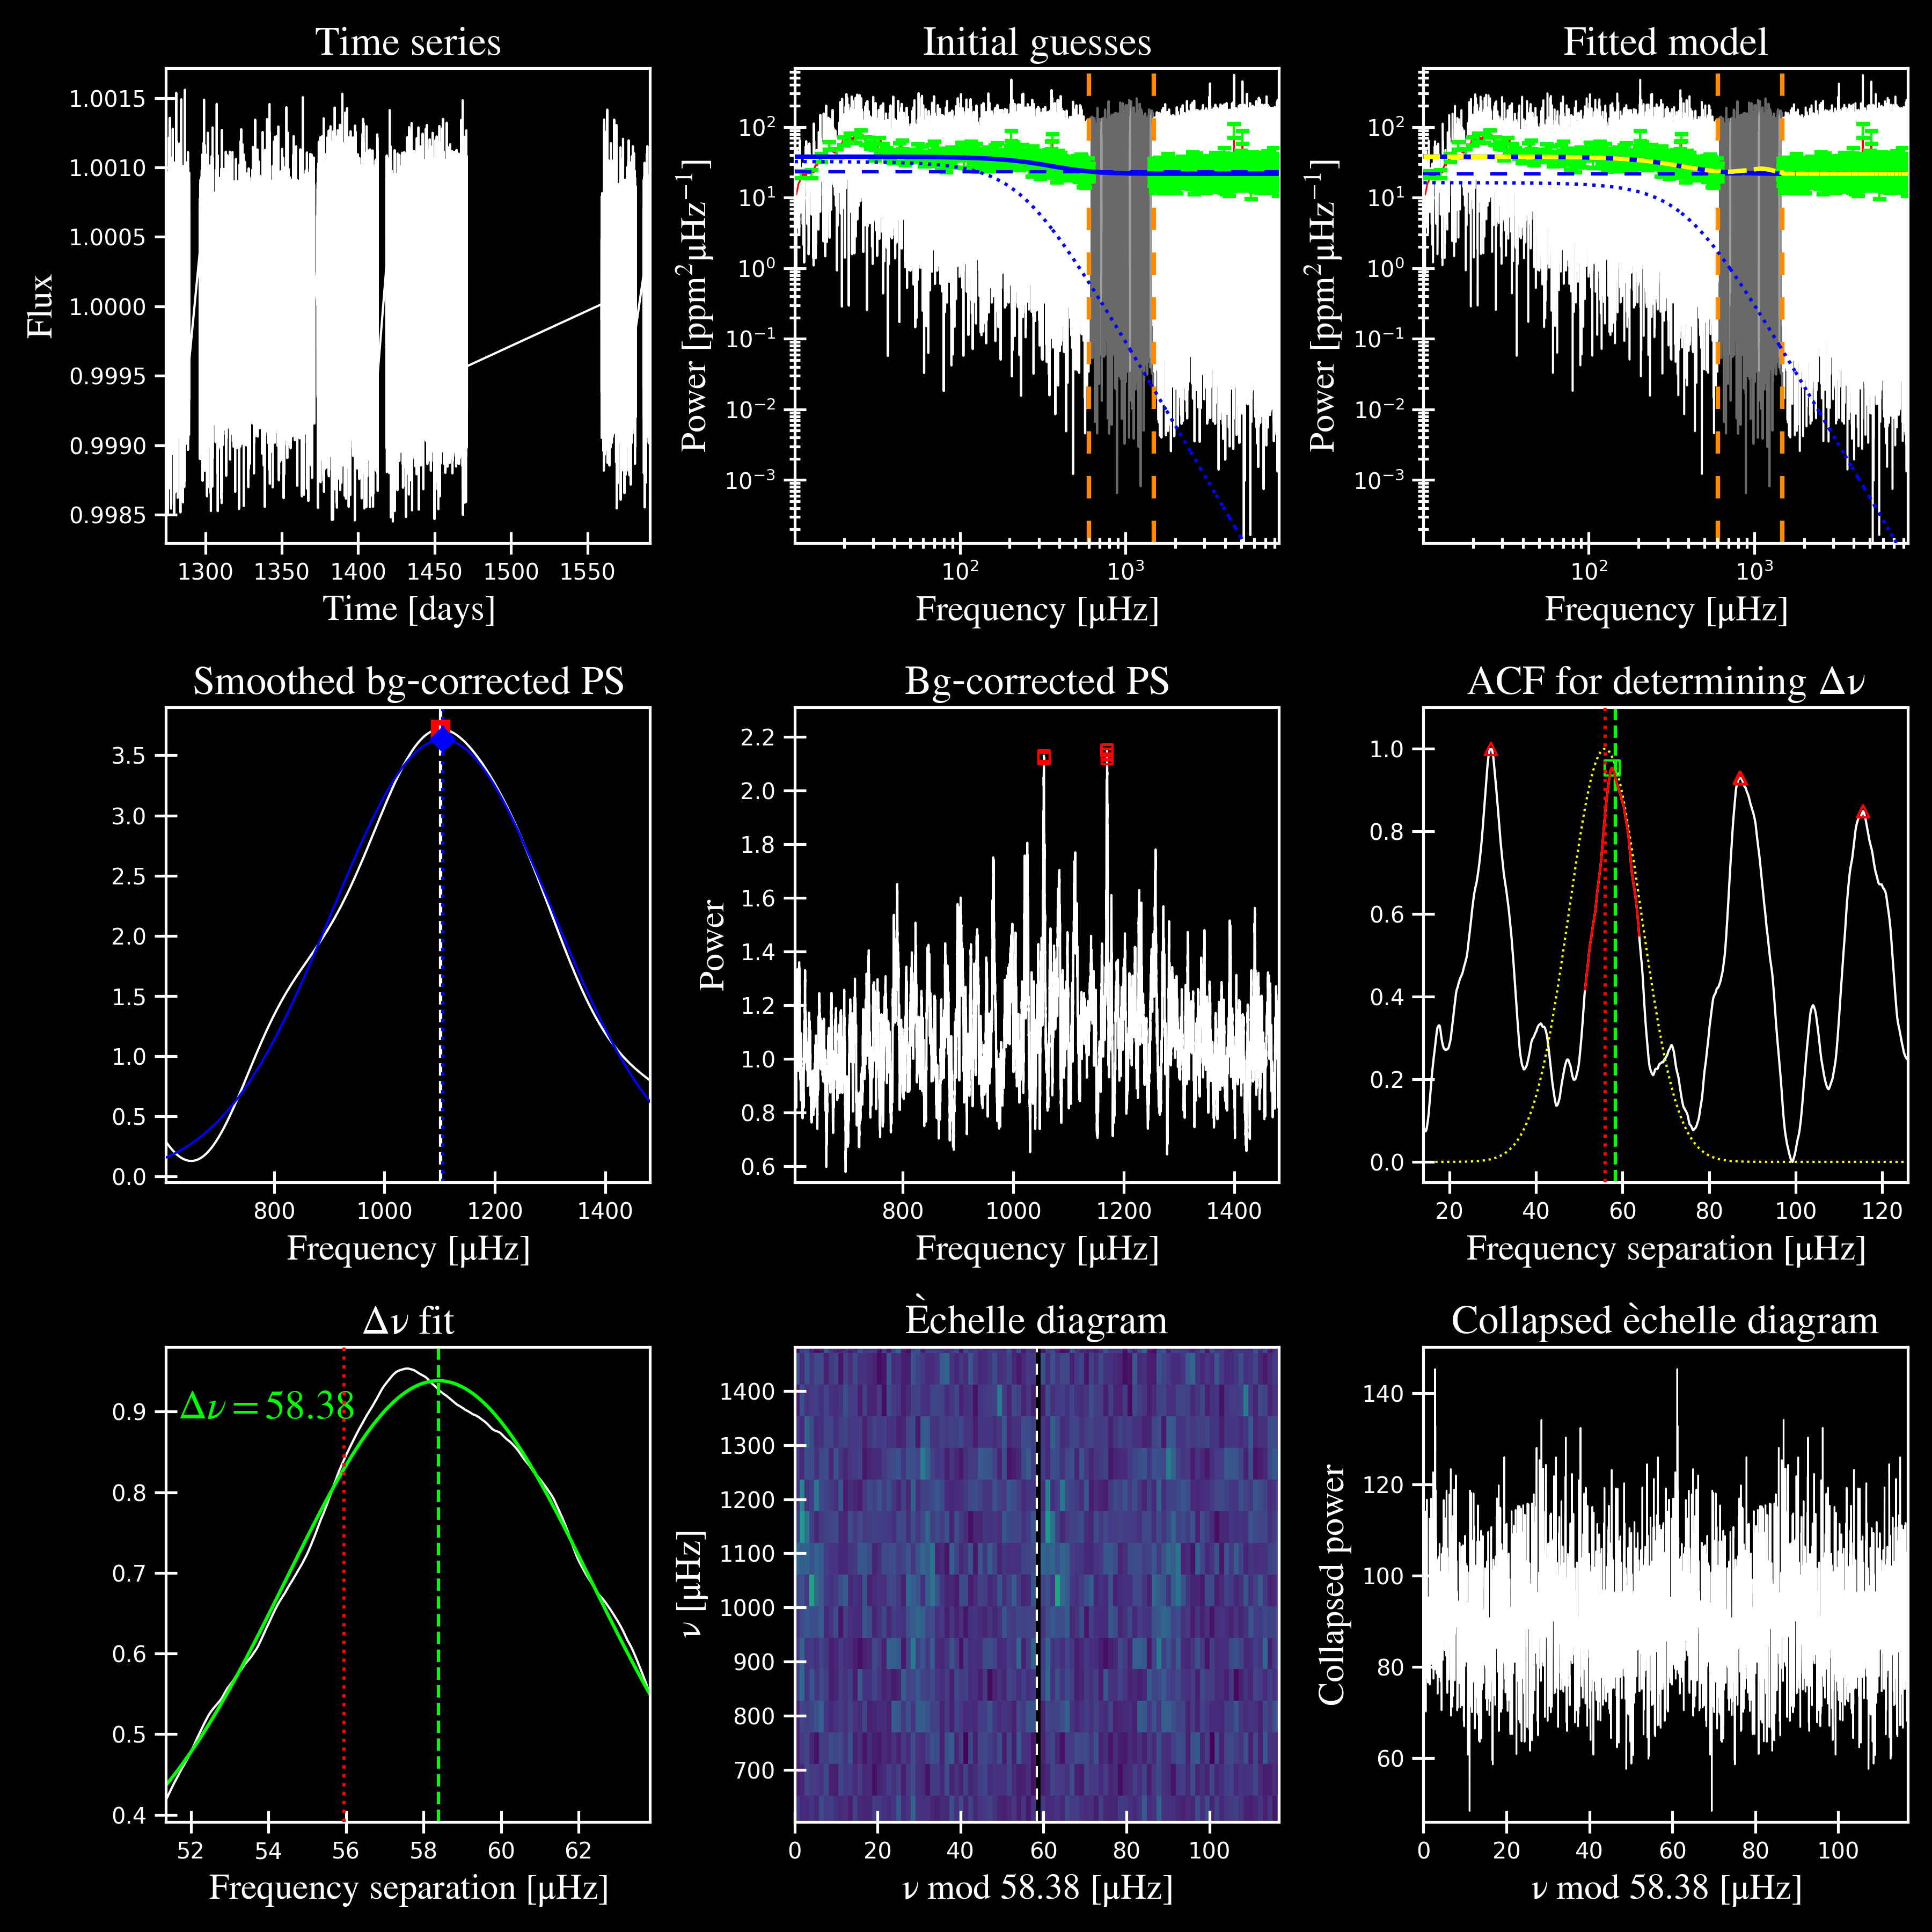 Time series
Initial guesses
Fitted model
1.0015
1.0010
1.0005
1.0000
0.9995
0.9990
0.9985
Flux
1300 1350 1400 1450 1500 1550
Time [days]
10²
10¹
10⁰
10⁻¹
10⁻²
10⁻³
Power [ppm²μHz⁻¹]
10² 10³
Frequency [μHz]
10²
10¹
10⁰
10⁻¹
10⁻²
10⁻³
Power [ppm²μHz⁻¹]
10² 10³
Frequency [μHz]
Smoothed bg-corrected PS
Bg-corrected PS
ACF for determining Δν
3.5
3.0
2.5
2.0
1.5
1.0
0.5
0.0
800 1000 1200 1400
Frequency [μHz]
2.2
2.0
1.8
1.6
1.4
1.2
1.0
0.8
0.6
Power
800 1000 1200 1400
Frequency [μHz]
1.0
0.8
0.6
0.4
0.2
0.0
20 40 60 80 100 120
Frequency separation [μHz]
Δν fit
Èchelle diagram
Collapsed èchelle diagram
Δν = 58.38
0.9
0.8
0.7
0.6
0.5
0.4
52 54 56 58 60 62
Frequency separation [μHz]
1400
1300
1200
1100
1000
900
800
700
ν [μHz]
0 20 40 60 80 100
ν mod 58.38 [μHz]
140
120
100
80
60
Collapsed power
0 20 40 60 80 100
ν mod 58.38 [μHz]